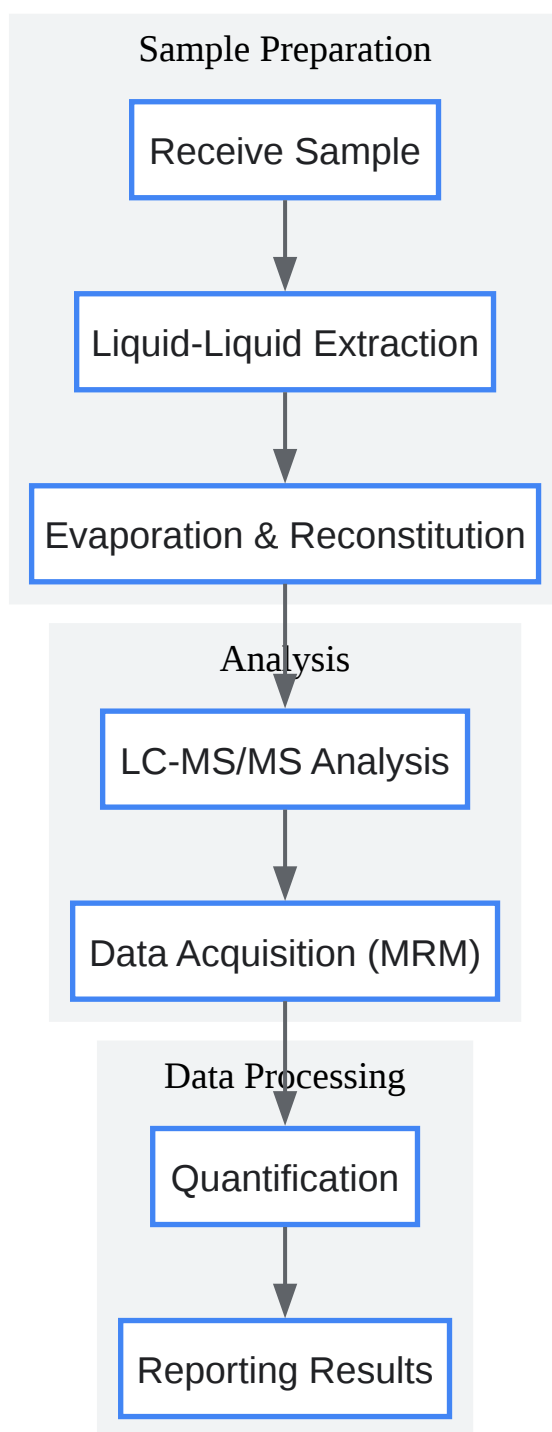 Sample Preparation
Receive Sample
Liquid-Liquid Extraction
Evaporation & Reconstitution
Analysis
LC-MS/MS Analysis
Data Acquisition (MRM)
Data Processing
Quantification
Reporting Results